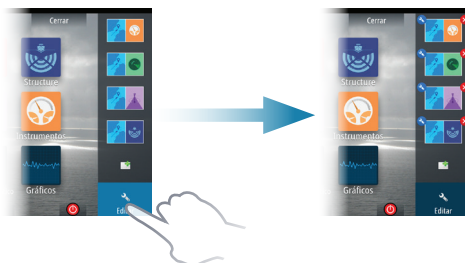 Cerrar
Structure
Instrumentos
Gráficos
Editar
Cerrar
Structure
Instrumentos
Gráficos
Editar